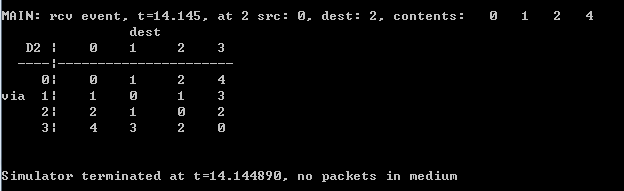 MAIN: rcv event, t=14.145, at 2 src: 0, dest: 2, contents:   0   1   2   4
                dest
   D2 ¦    0    1    2    3
  ----¦-----------------------
     0¦    0    1    2    4
via  1¦    1    0    1    3
     2¦    2    1    0    2
     3¦    4    3    2    0
Simulator terminated at t=14.144890, no packets in medium